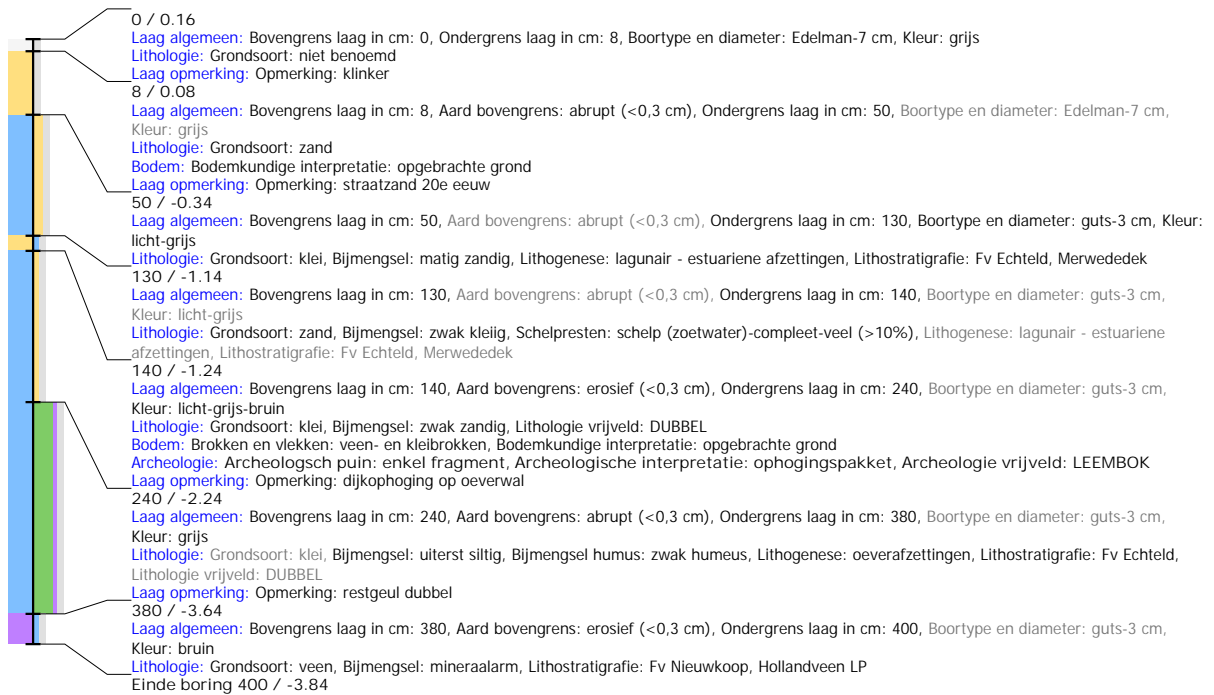 0 / 0.16
Laag algemeen: Bovengrens laag in cm: 0, Ondergrens laag in cm: 8, Boortype en diameter: Edelman-7 cm, Kleur: grijs
Lithologie: Grondsoort: niet benoemd
Laag opmerking: Opmerking: klinker
8 / 0.08
Laag algemeen: Bovengrens laag in cm: 8, Aard bovengrens: abrupt (<0,3 cm), Ondergrens laag in cm: 50, Boortype en diameter: Edelman-7 cm,
Kleur: grijs
Lithologie: Grondsoort: zand
Bodem: Bodemkundige interpretatie: opgebrachte grond
Laag opmerking: Opmerking: straatzand 20e eeuw
50 / -0.34
Laag algemeen: Bovengrens laag in cm: 50, Aard bovengrens: abrupt (<0,3 cm), Ondergrens laag in cm: 130, Boortype en diameter: guts-3 cm, Kleur:
licht-grijs
Lithologie: Grondsoort: klei, Bijmengsel: matig zandig, Lithogenese: lagunair - estuariene afzettingen, Lithostratigrafie: Fv Echteld, Merwededek
130 / -1.14
Laag algemeen: Bovengrens laag in cm: 130, Aard bovengrens: abrupt (<0,3 cm), Ondergrens laag in cm: 140, Boortype en diameter: guts-3 cm,
Kleur: licht-grijs
Lithologie: Grondsoort: zand, Bijmengsel: zwak kleiig, Schelpresten: schelp (zoetwater)-compleet-veel (>10%), Lithogenese: lagunair - estuariene
afzettingen, Lithostratigrafie: Fv Echteld, Merwededek
140 / -1.24
Laag algemeen: Bovengrens laag in cm: 140, Aard bovengrens: erosief (<0,3 cm), Ondergrens laag in cm: 240, Boortype en diameter: guts-3 cm,
Kleur: licht-grijs-bruin
Lithologie: Grondsoort: klei, Bijmengsel: zwak zandig, Lithologie vrijveld: DUBBEL
Bodem: Brokken en vlekken: veen- en kleibrokken, Bodemkundige interpretatie: opgebrachte grond
Archeologie: Archeologsch puin: enkel fragment, Archeologische interpretatie: ophogingspakket, Archeologie vrijveld: LEEMBOK
Laag opmerking: Opmerking: dijkophoging op oeverwal
240 / -2.24
Laag algemeen: Bovengrens laag in cm: 240, Aard bovengrens: abrupt (<0,3 cm), Ondergrens laag in cm: 380, Boortype en diameter: guts-3 cm,
Kleur: grijs
Lithologie: Grondsoort: klei, Bijmengsel: uiterst siltig, Bijmengsel humus: zwak humeus, Lithogenese: oeverafzettingen, Lithostratigrafie: Fv Echteld,
Lithologie vrijveld: DUBBEL
Laag opmerking: Opmerking: restgeul dubbel
380 / -3.64
Laag algemeen: Bovengrens laag in cm: 380, Aard bovengrens: erosief (<0,3 cm), Ondergrens laag in cm: 400, Boortype en diameter: guts-3 cm,
Kleur: bruin
Lithologie: Grondsoort: veen, Bijmengsel: mineraalarm, Lithostratigrafie: Fv Nieuwkoop, Hollandveen LP
Einde boring 400 / -3.84